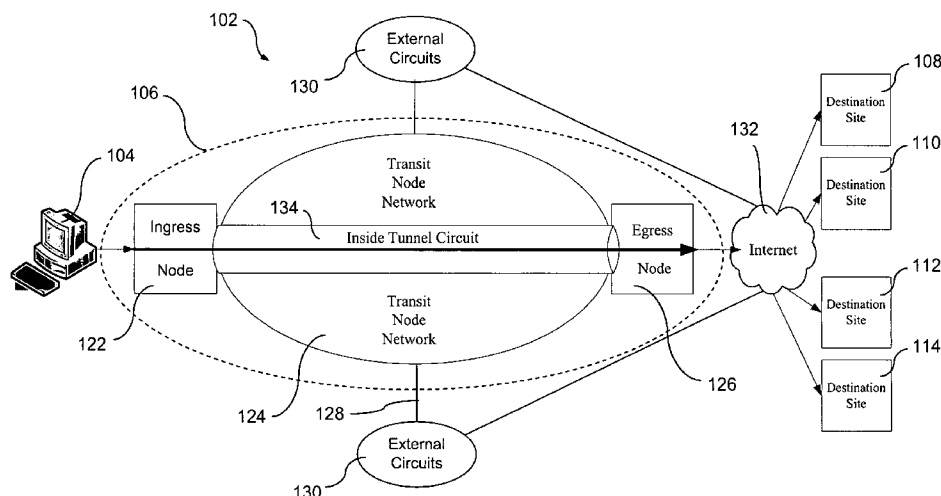 102
External
Circuits
130
108
Destination
Site
106
132
110
Destination
Site
104
Transit
Node
Network
Ingress
Node
134
Inside Tunnel Circuit
Egress
Node
Internet
122
Transit
Node
Network
112
Destination
Site
114
Destination
Site
124
128
126
External
Circuits
130